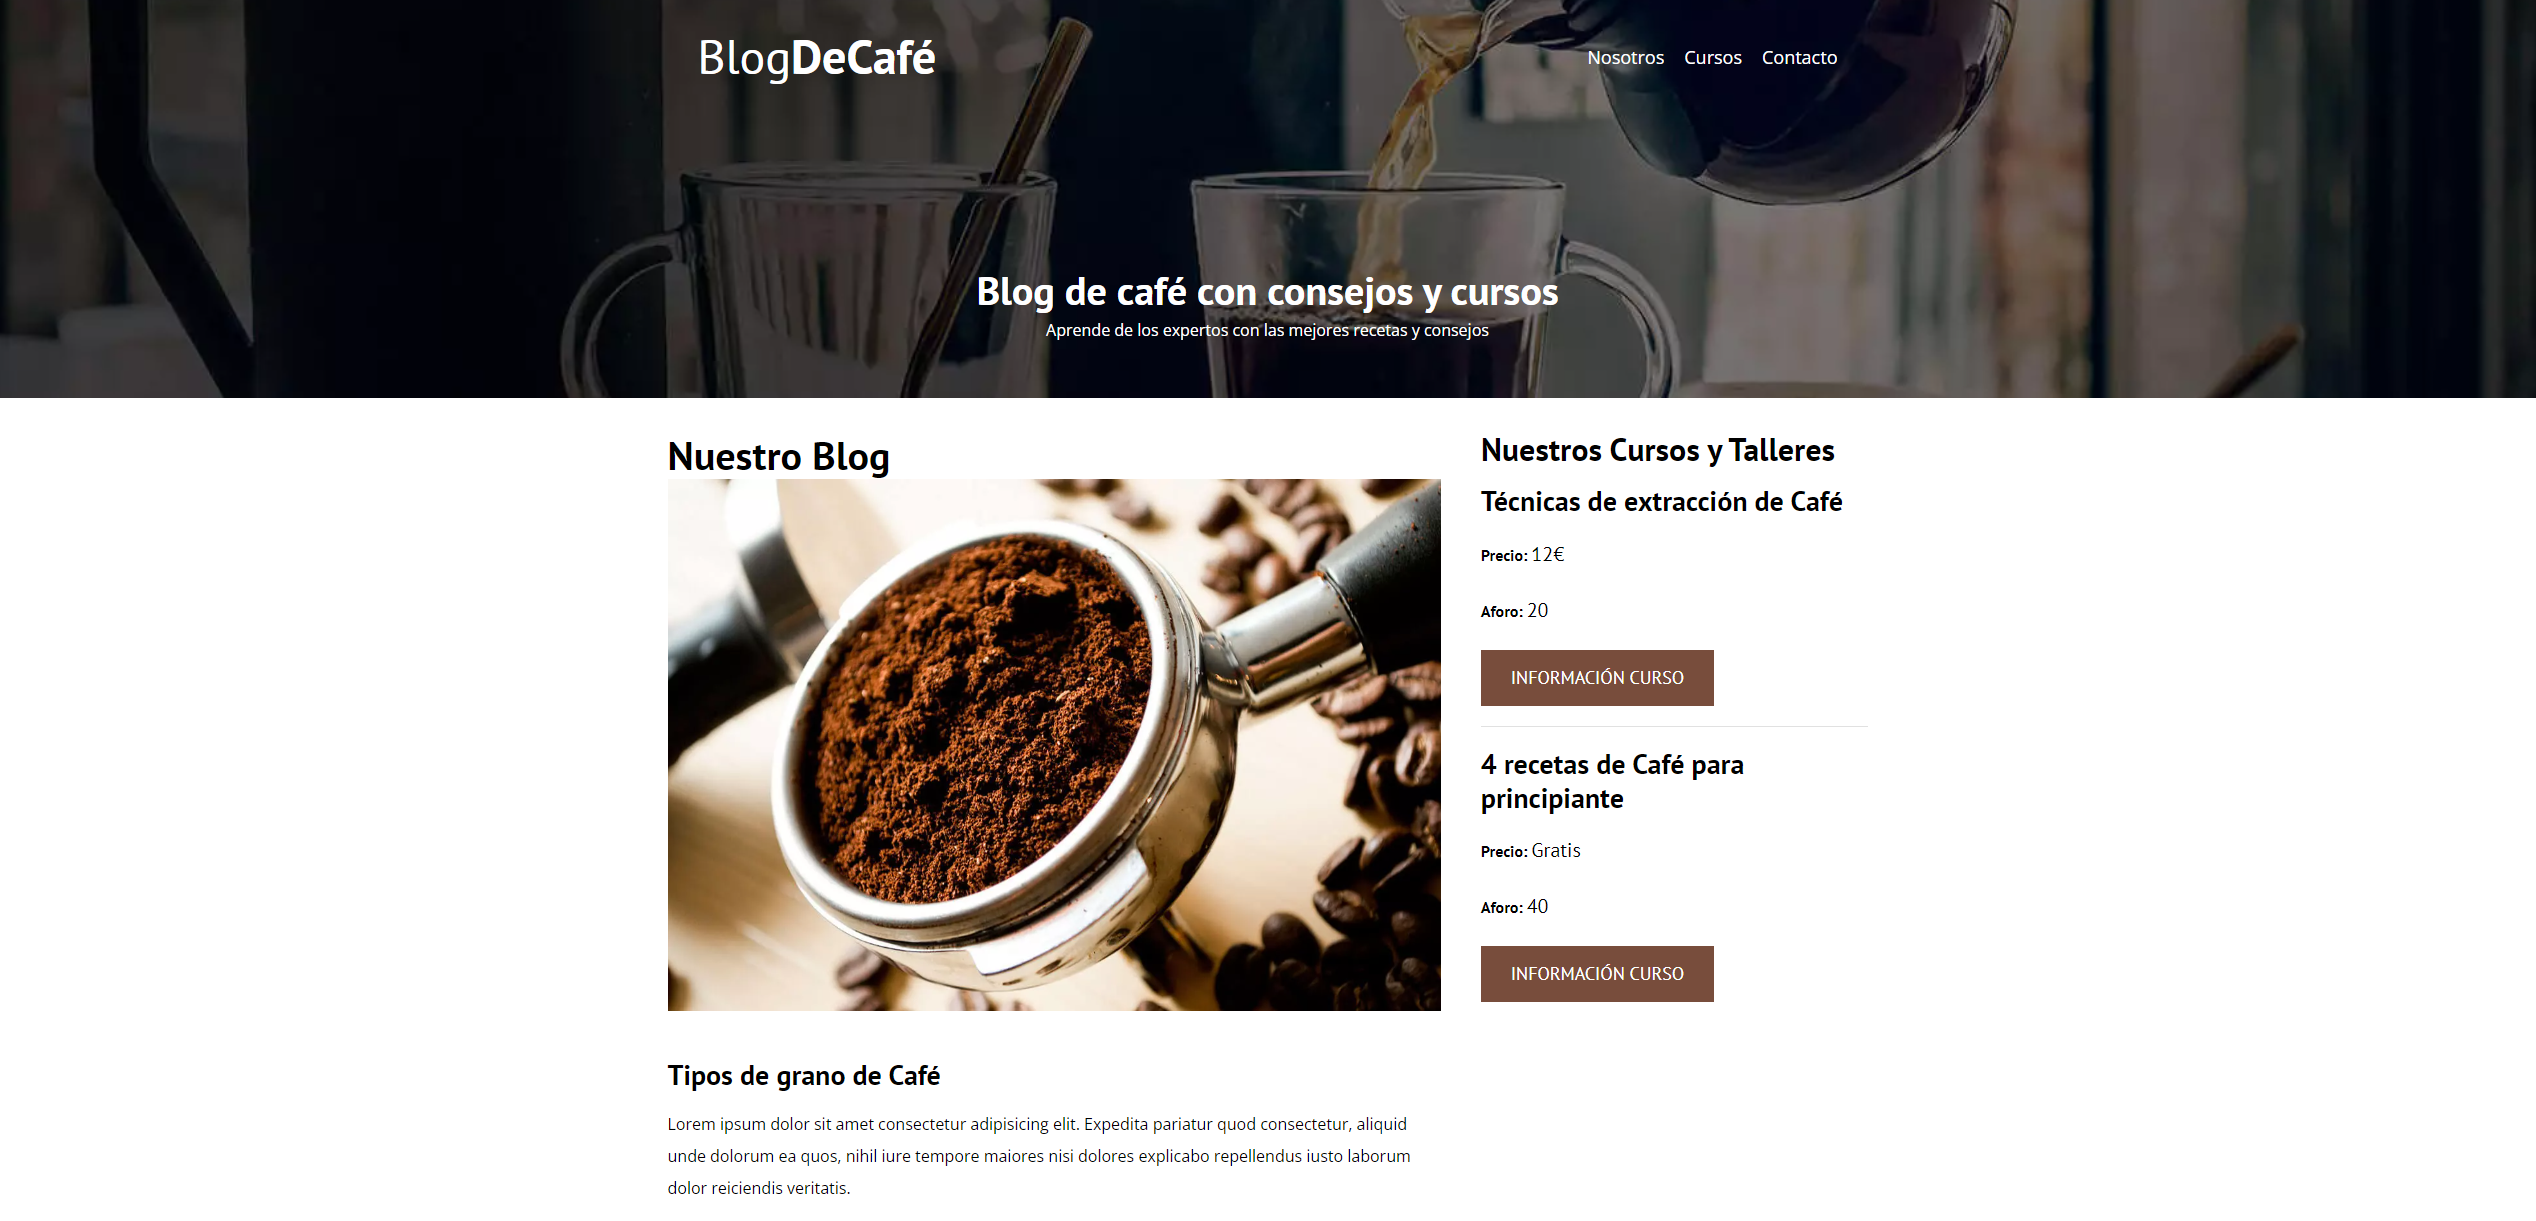 BlogDeCafé
Nosotros Cursos Contacto
Blog de café con consejos y cursos
Aprende de los expertos con las mejores recetas y consejos
Nuestro Blog
Tipos de grano de Café
Lorem ipsum dolor sit amet consectetur adipisicing elit. Expedita pariatur quod consectetur, aliquid
unde dolorum ea quos, nihil iure tempore maiores nisi dolores explicabo repellendus iusto laborum
dolor reiciendis veritatis.
Nuestros Cursos y Talleres
Técnicas de extracción de Café
Precio: 12€
Aforo: 20
INFORMACIÓN CURSO
4 recetas de Café para
principiante
Precio: Gratis
Aforo: 40
INFORMACIÓN CURSO